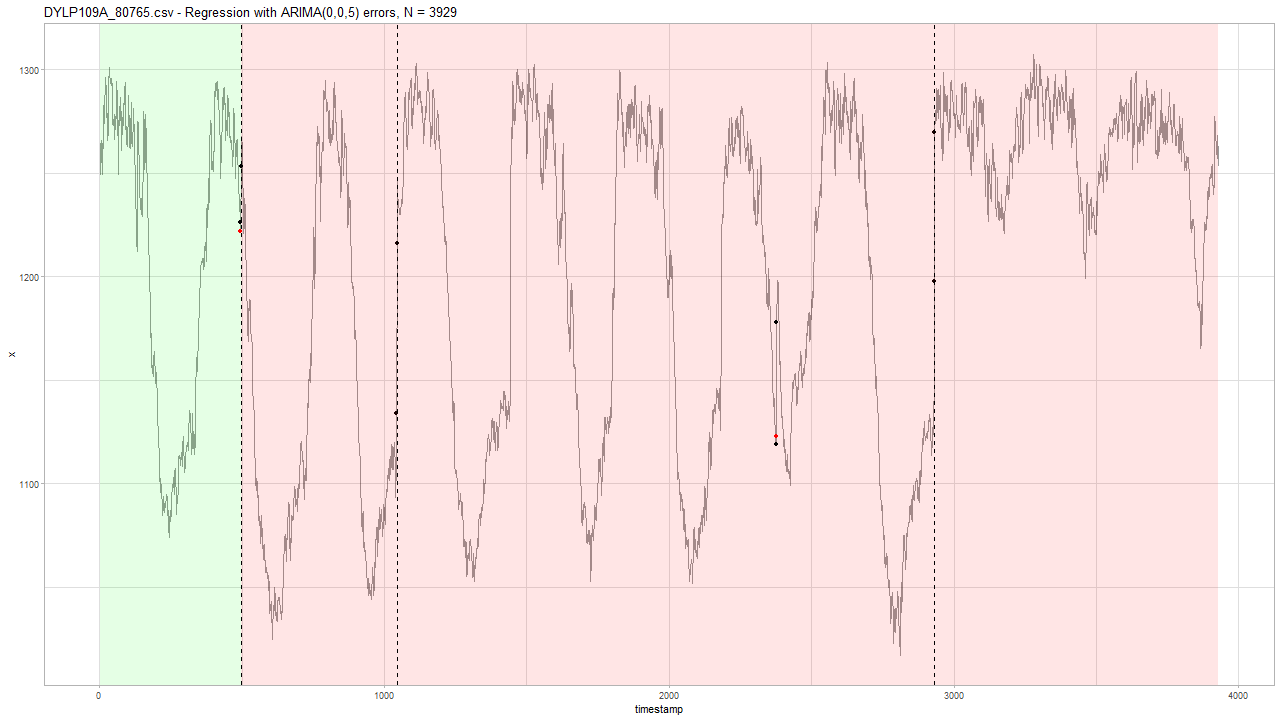 DYLP109A_80765.csv - Regression with ARIMA(0,0,5) errors, N = 3929
1300
1200
1100
x
0 1000 2000 3000 4000
timestamp